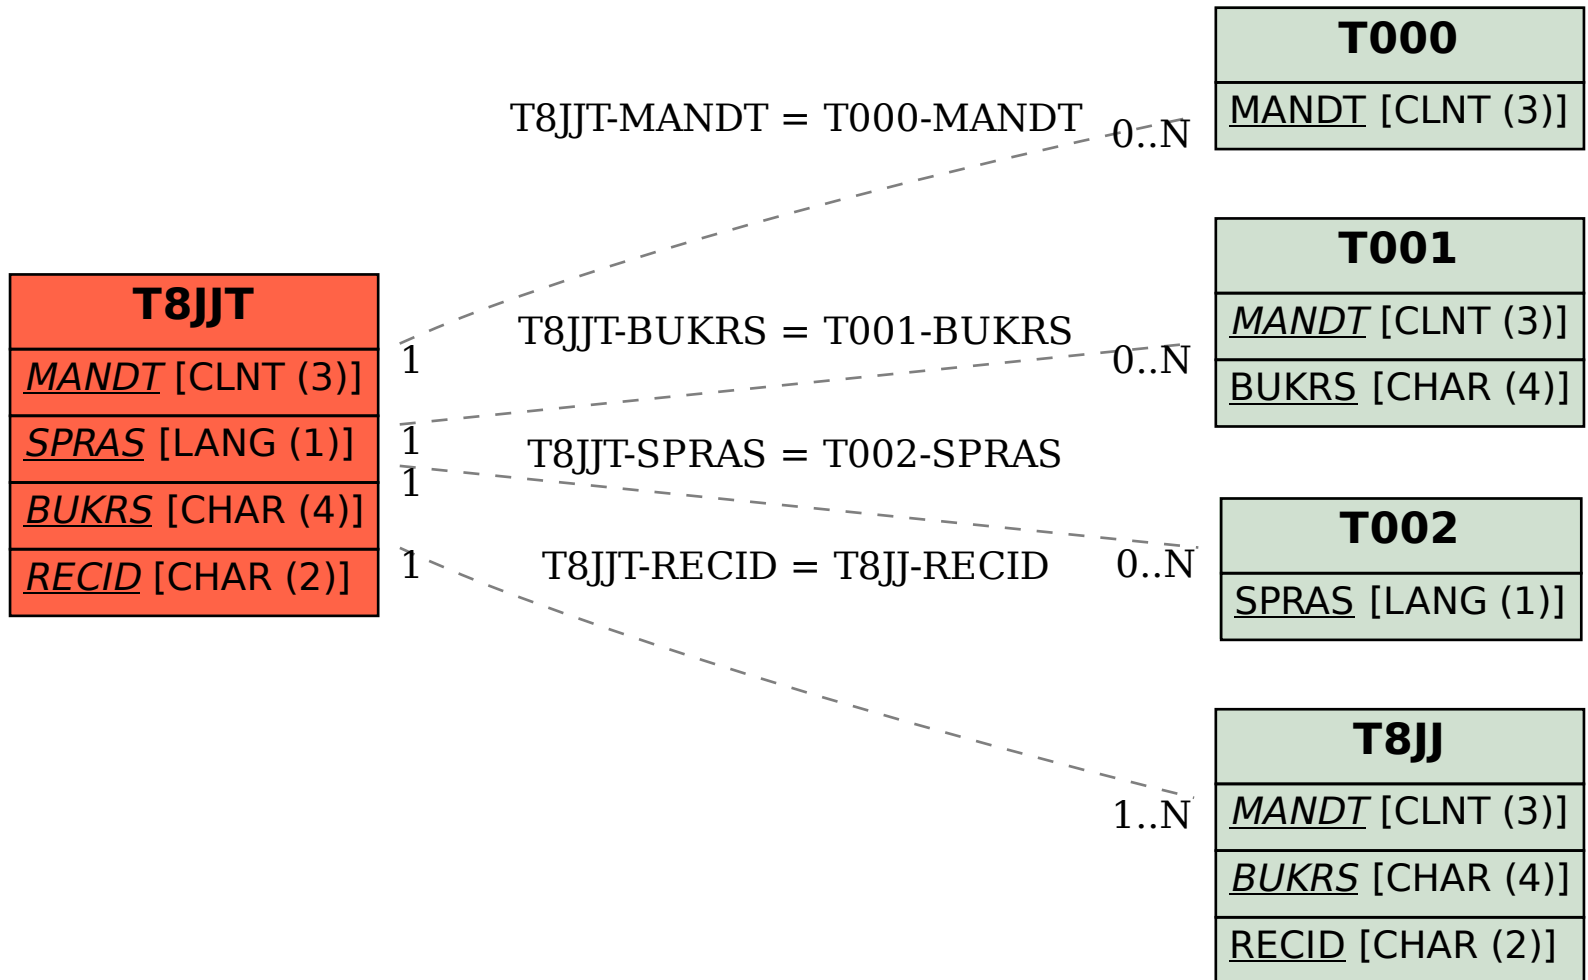 T000
MANDT [CLNT (3)]
T8JJT-MANDT = T000-MANDT
0..N
T001
MANDT [CLNT (3)]
BUKRS [CHAR (4)]
T8JJT
MANDT [CLNT (3)]
SPRAS [LANG (1)]
BUKRS [CHAR (4)]
RECID [CHAR (2)]
1
T8JJT-BUKRS = T001-BUKRS
0..N
1
T8JJT-SPRAS = T002-SPRAS
1
0..N
1
T8JJT-RECID = T8JJ-RECID
T002
SPRAS [LANG (1)]
1..N
T8JJ
MANDT [CLNT (3)]
BUKRS [CHAR (4)]
RECID [CHAR (2)]